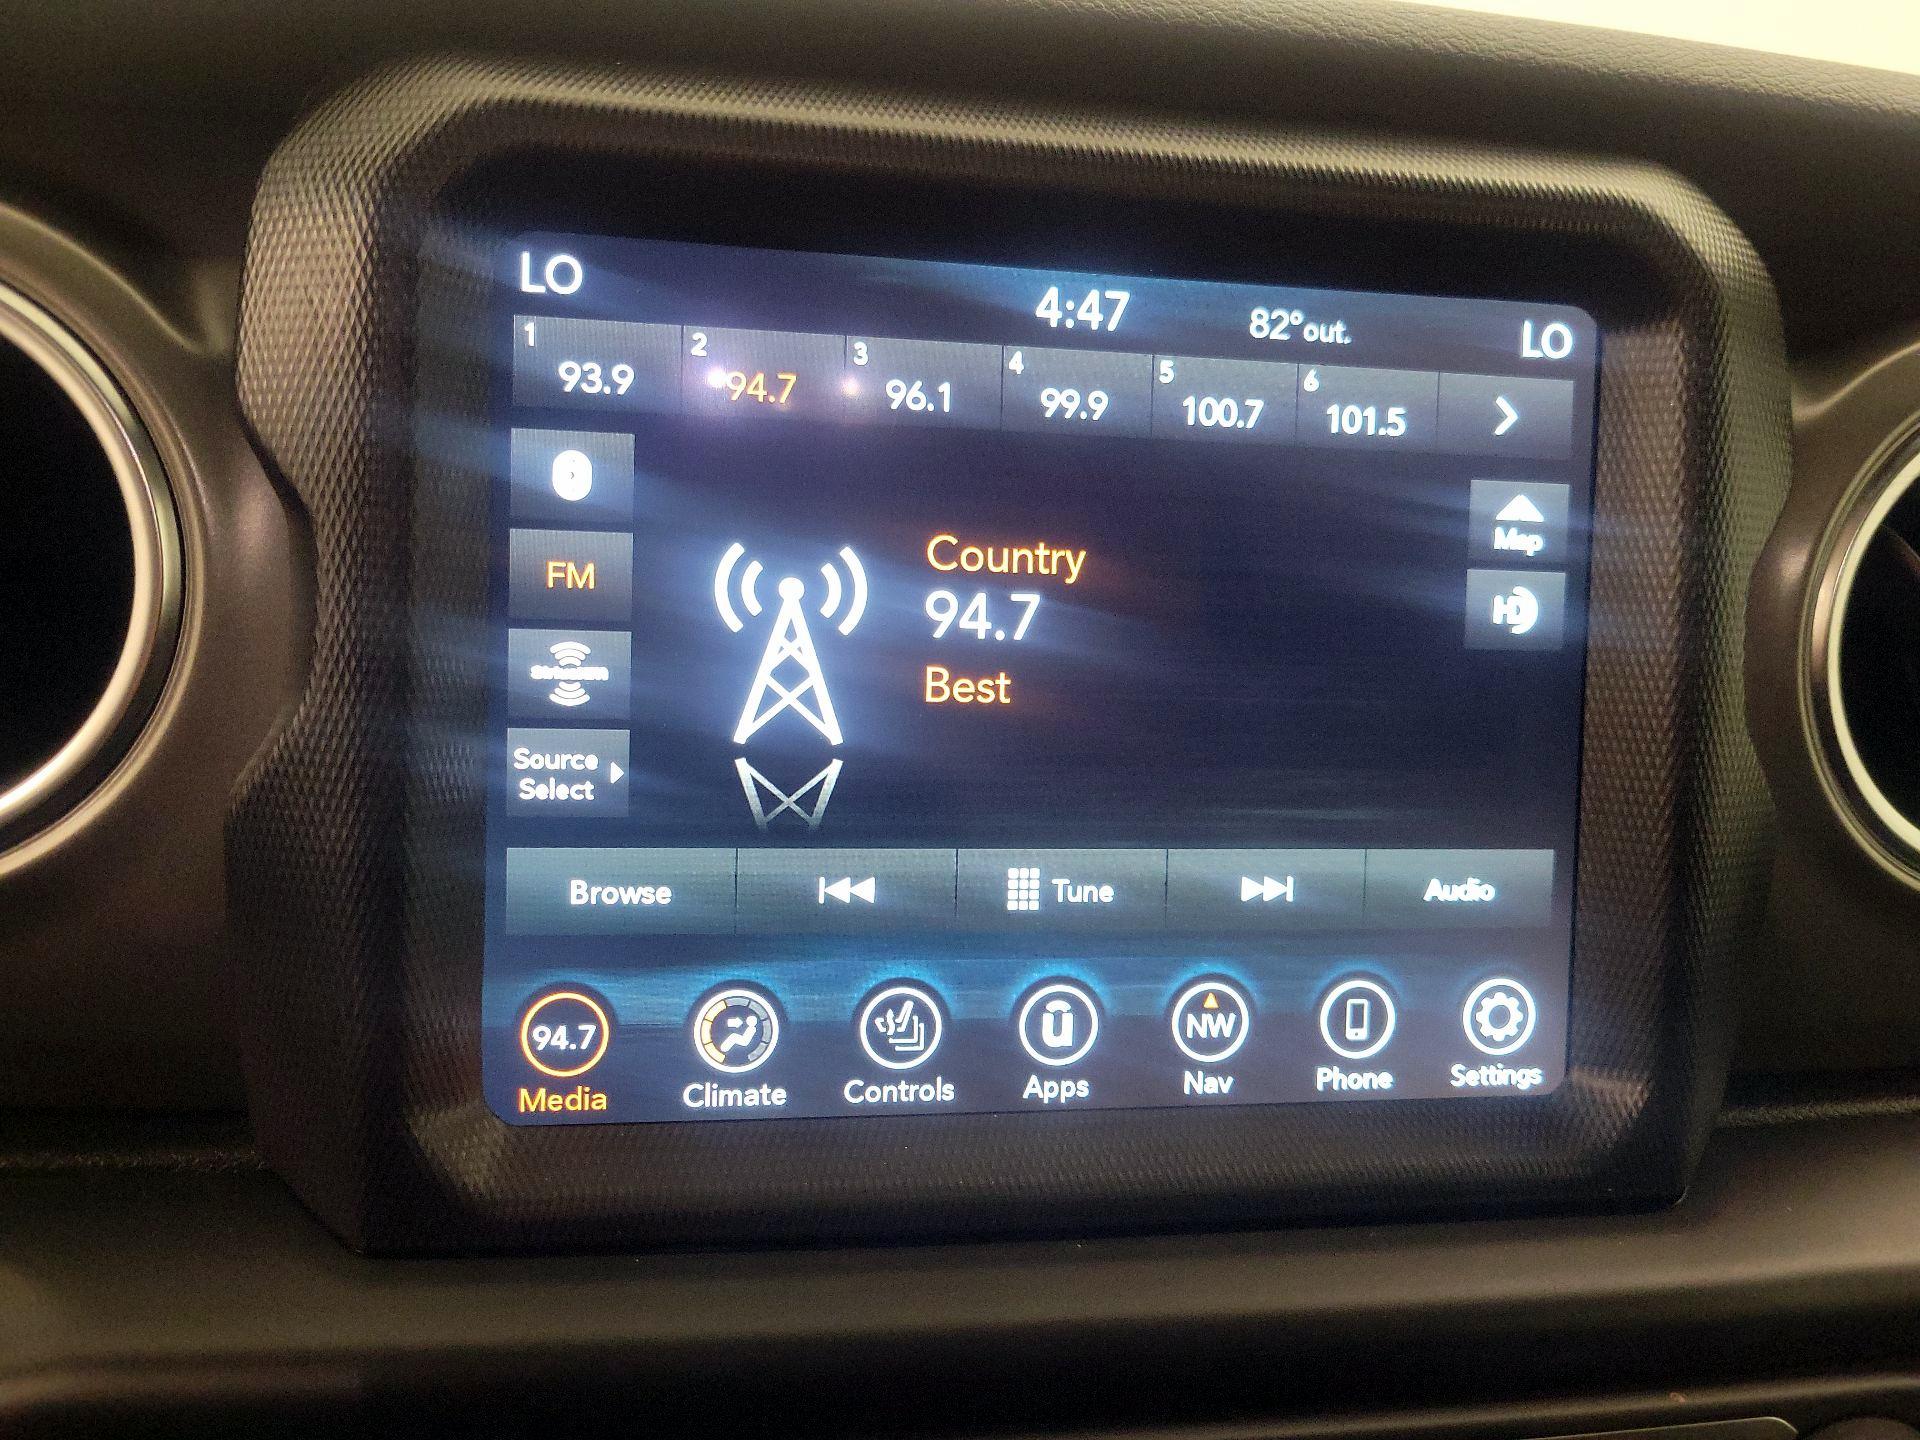 LO
4:47
82°out.
LO
1
93.9
2
94.7
3
96.1
4
99.9
5
100.7
6
101.5
FM
SiriusXM
Source
Select
Country
94.7
Best
Map
HD
Browse
Tune
Audio
94.7
Media
Climate
Controls
u
Apps
NW
Nav
Phone
Settings